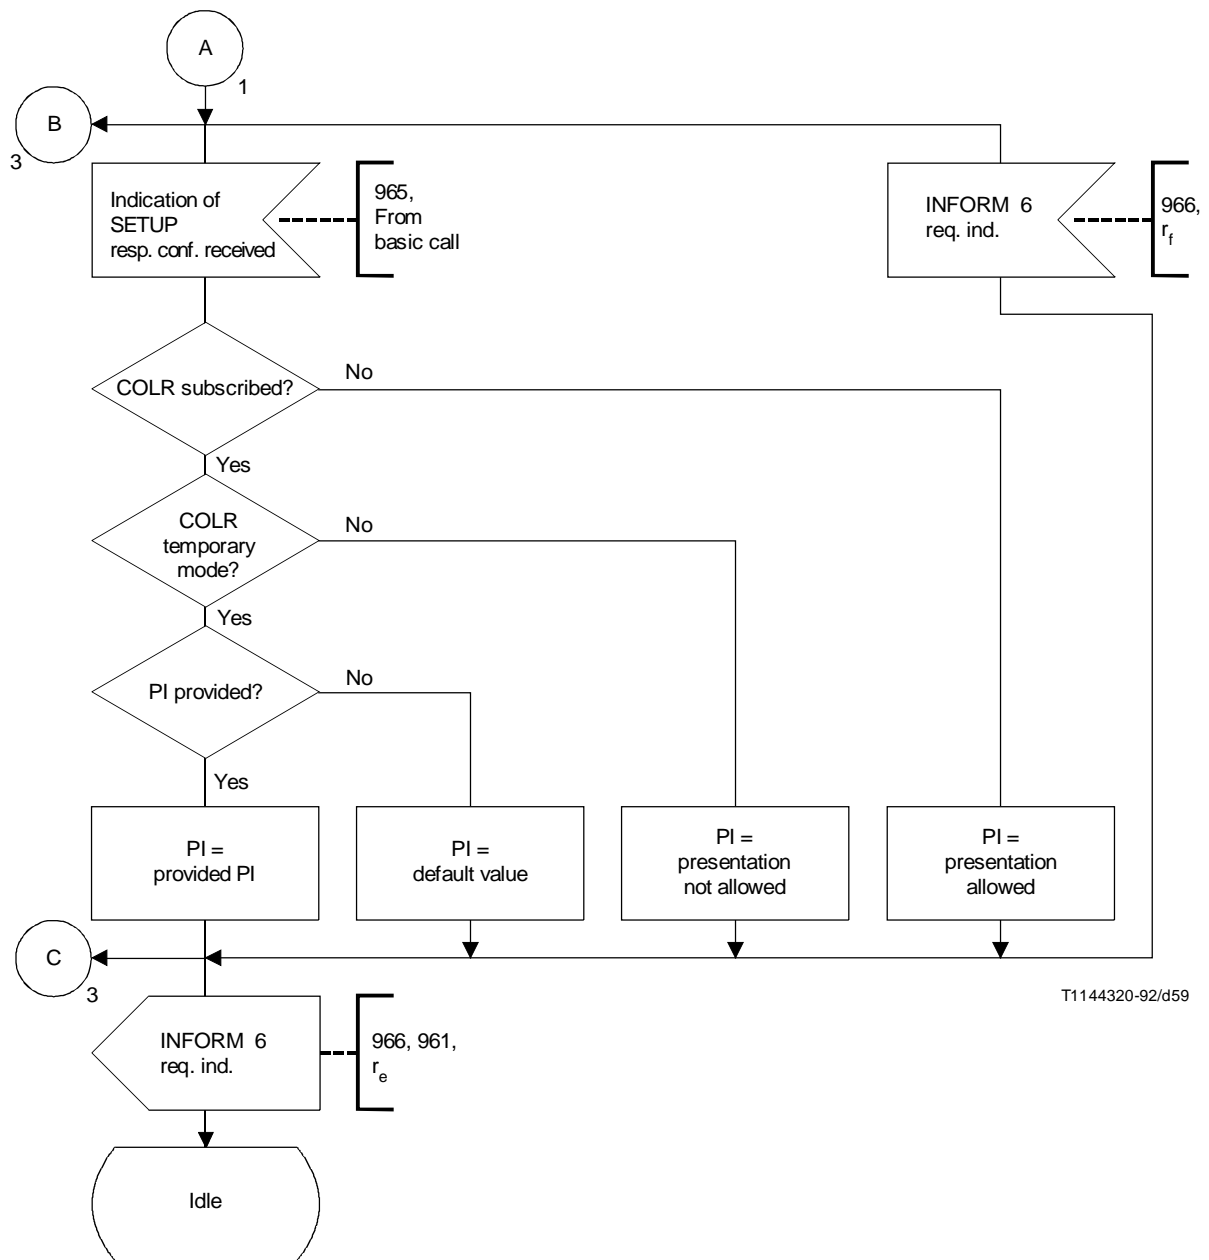 A
1
B
3
Indication of
SETUP
resp. conf. received
965,
From
basic call
INFORM 6
req. ind.
966,
rf
COLR subscribed?
No
Yes
COLR
temporary
mode?
No
Yes
PI provided?
No
Yes
PI =
provided PI
PI =
default value
PI =
presentation
not allowed
PI =
presentation
allowed
C
3
T1144320-92/d59
INFORM 6
req. ind.
966, 961,
re
Idle